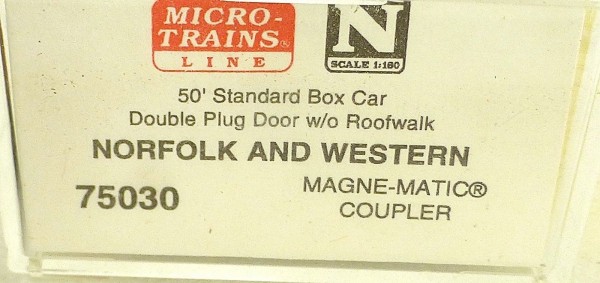 MICRO-
TRAINS®
LINE
N
SCALE 1:160
50' Standard Box Car
Double Plug Door w/o Roofwalk
NORFOLK AND WESTERN
75030
MAGNE-MATIC®
COUPLER